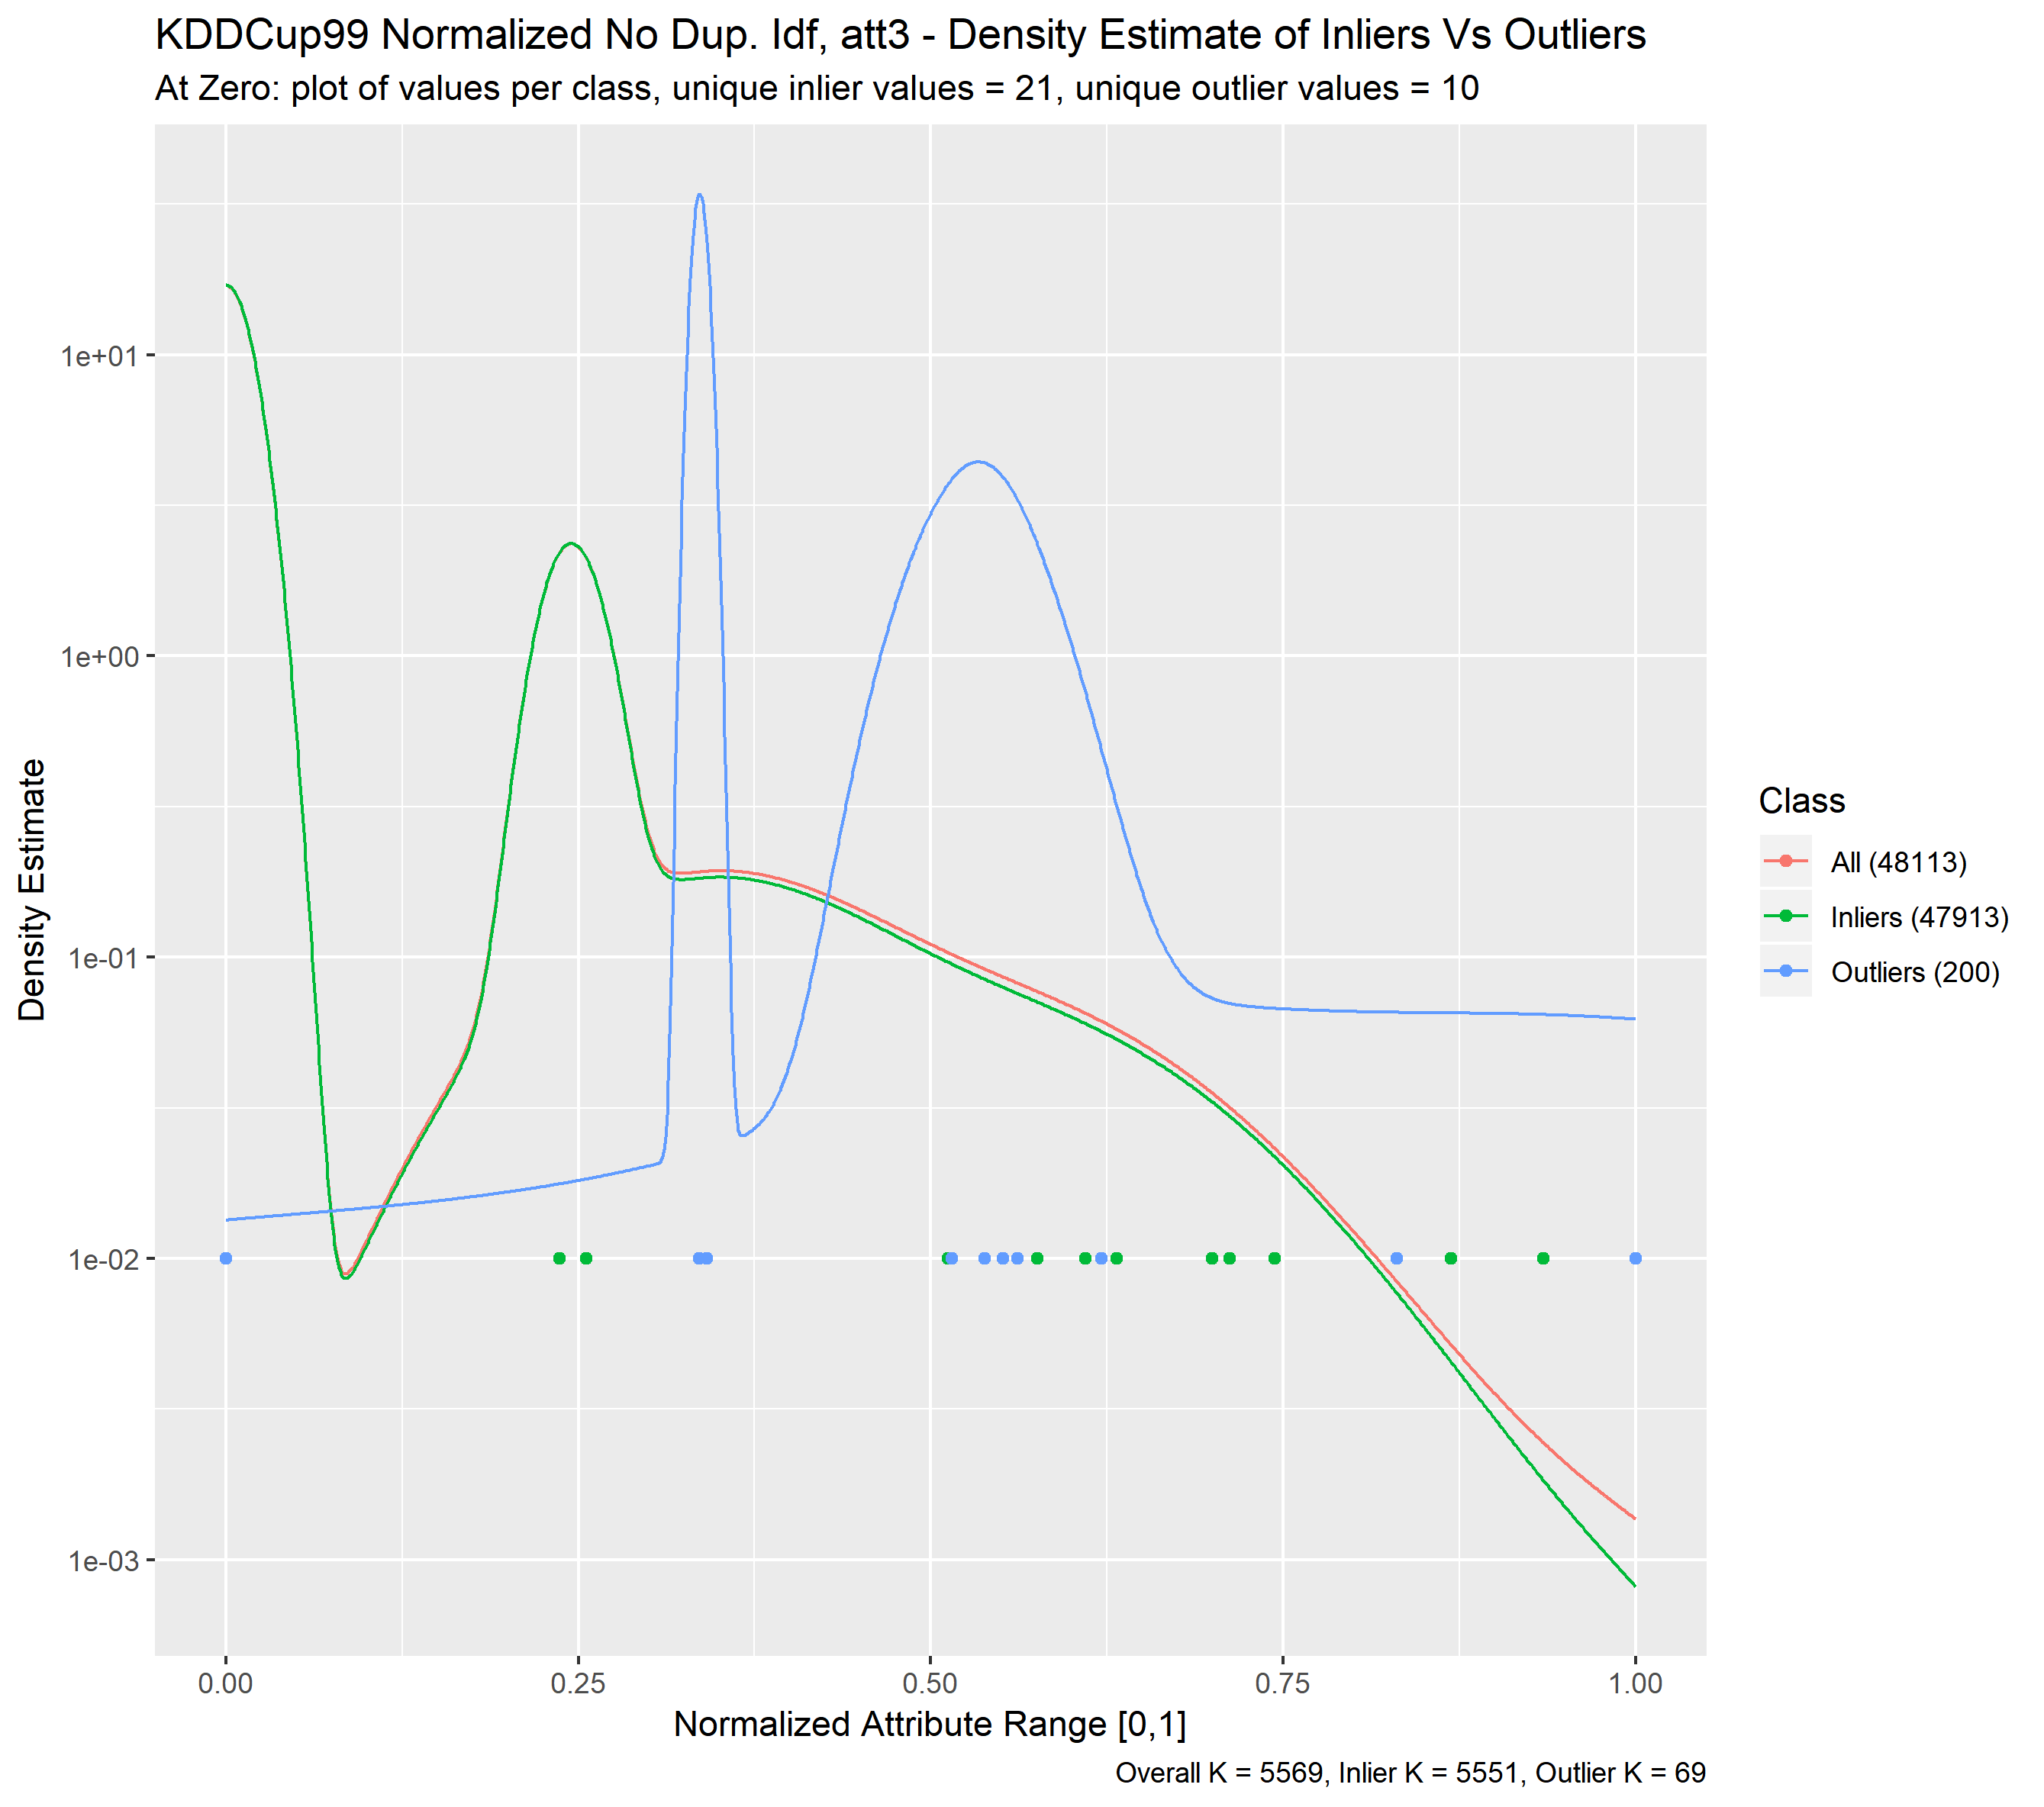 KDDCup99 Normalized No Dup. Idf, att3 - Density Estimate of Inliers Vs Outliers
At Zero: plot of values per class, unique inlier values = 21, unique outlier values = 10
Density Estimate
1e+01
1e+00
1e-01
1e-02
1e-03
0.00 0.25 0.50 0.75 1.00
Normalized Attribute Range [0,1]
Overall K = 5569, Inlier K = 5551, Outlier K = 69
Class
All (48113)
Inliers (47913)
Outliers (200)